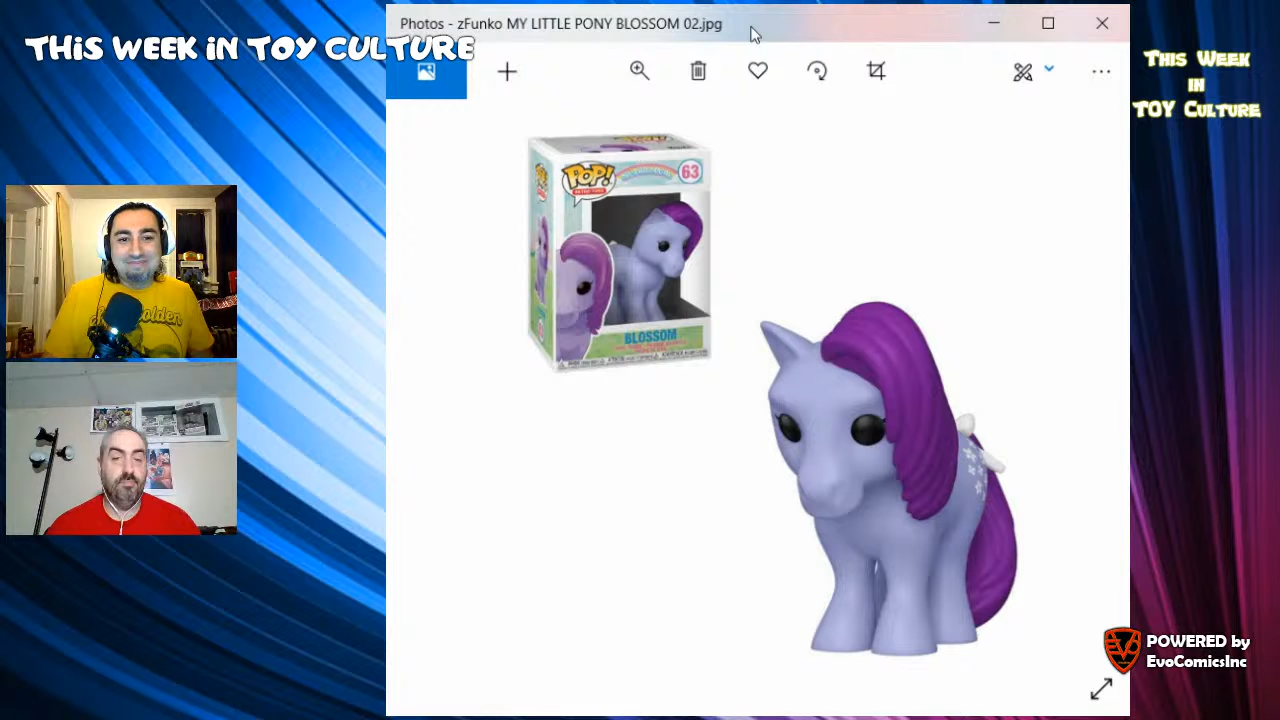 THiS WEEK iN TOY CULTURE
Photos - zFunko MY LITTLE PONY BLOSSOM 02.jpg
This Week
in
TOY Culture
POP!
63
BLOSSOM
POWERED by
EvoComicsInc
EVO